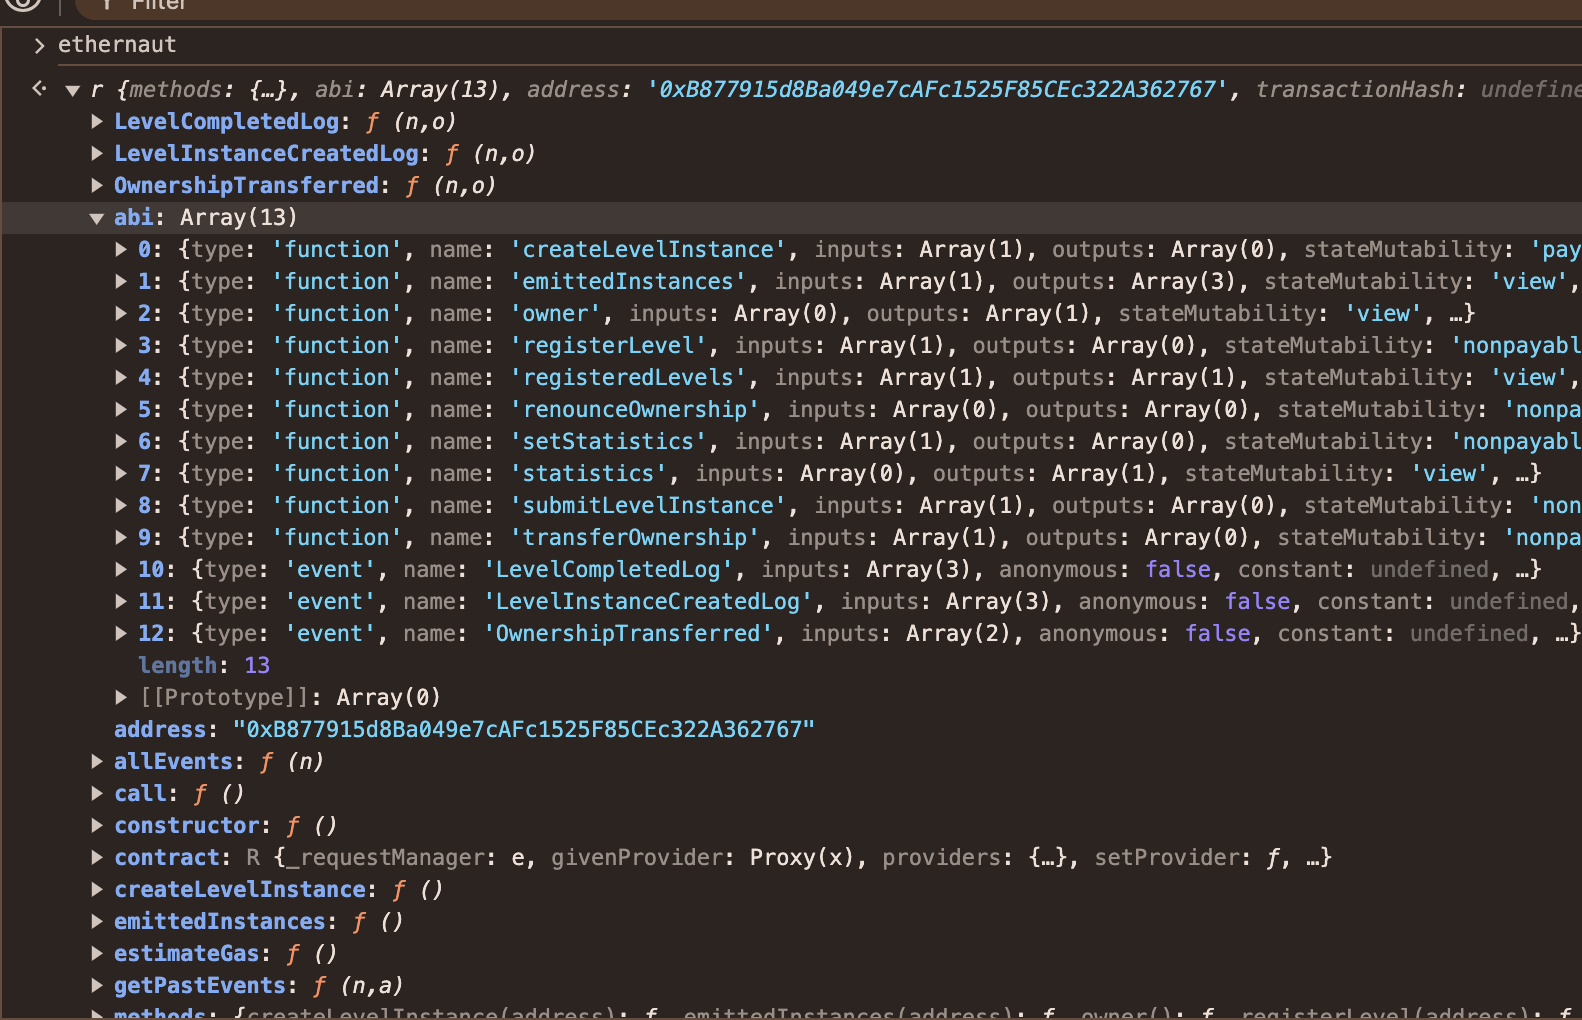 Filter
> ethernaut
r {methods: {…}, abi: Array(13), address: '0xB877915d8Ba049e7cAFc1525F85CEc322A362767', transactionHash: undefine
LevelCompletedLog: ƒ (n,o)
LevelInstanceCreatedLog: ƒ (n,o)
OwnershipTransferred: ƒ (n,o)
abi: Array(13)
0: {type: 'function', name: 'createLevelInstance', inputs: Array(1), outputs: Array(0), stateMutability: 'pay
1: {type: 'function', name: 'emittedInstances', inputs: Array(1), outputs: Array(3), stateMutability: 'view',
2: {type: 'function', name: 'owner', inputs: Array(0), outputs: Array(1), stateMutability: 'view', …}
3: {type: 'function', name: 'registerLevel', inputs: Array(1), outputs: Array(0), stateMutability: 'nonpayabl
4: {type: 'function', name: 'registeredLevels', inputs: Array(1), outputs: Array(1), stateMutability: 'view',
5: {type: 'function', name: 'renounceOwnership', inputs: Array(0), outputs: Array(0), stateMutability: 'nonpa
6: {type: 'function', name: 'setStatistics', inputs: Array(1), outputs: Array(0), stateMutability: 'nonpayabl
7: {type: 'function', name: 'statistics', inputs: Array(0), outputs: Array(1), stateMutability: 'view', …}
8: {type: 'function', name: 'submitLevelInstance', inputs: Array(1), outputs: Array(0), stateMutability: 'non
9: {type: 'function', name: 'transferOwnership', inputs: Array(1), outputs: Array(0), stateMutability: 'nonpa
10: {type: 'event', name: 'LevelCompletedLog', inputs: Array(3), anonymous: false, constant: undefined, …}
11: {type: 'event', name: 'LevelInstanceCreatedLog', inputs: Array(3), anonymous: false, constant: undefined,
12: {type: 'event', name: 'OwnershipTransferred', inputs: Array(2), anonymous: false, constant: undefined, …}
length: 13
[[Prototype]]: Array(0)
address: "0xB877915d8Ba049e7cAFc1525F85CEc322A362767"
allEvents: ƒ (n)
call: ƒ ()
constructor: ƒ ()
contract: R {_requestManager: e, givenProvider: Proxy(x), providers: {…}, setProvider: ƒ, …}
createLevelInstance: ƒ ()
emittedInstances: ƒ ()
estimateGas: ƒ ()
getPastEvents: ƒ (n,a)
methods: {createLevelInstance(address): ƒ, emittedInstances(address): ƒ, owner(): ƒ, registerLevel(address): ƒ